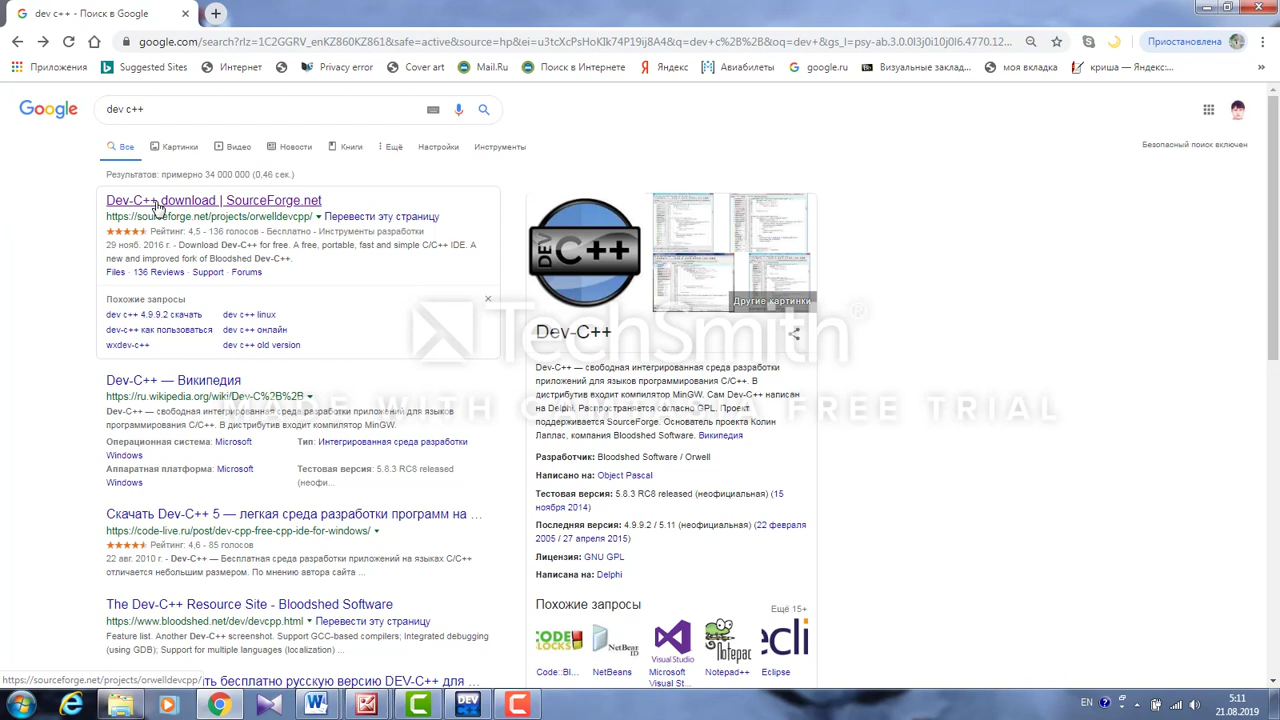 dev c++ - Поиск в Google
google.com/search?rlz=1C2GGRV_enKZ860KZ861&safe=active&source=hp&ei=u3tcXcPsHoKIk74P19ij8A4&q=dev+c%2B%2B&oq=dev+&gs_l=psy-ab.3.0.0l3j0i10j0l6.4770.12...
Приостановлена
Приложения
Suggested Sites
Интернет
Privacy error
Cover art
Mail.Ru
Поиск в Интернете
Яндекс
Авиабилеты
google.ru
Визуальные заклад...
моя вкладка
криша — Яндекс:...
Google
dev c++
Все
Картинки
Видео
Новости
Книги
Ещё
Настройки
Инструменты
Безопасный поиск включен
Результатов: примерно 34 000 000 (0,46 сек.)
Dev-C++ download | SourceForge.net
https://sourceforge.net/projects/orwelldevcpp/ Перевести эту страницу
Рейтинг: 4,2 - 136 голосов - Бесплатно - Инструменты разработки
Download Dev-C++ for free. A free, portable, fast and simple C/C++ IDE. A
new and improved fork of Bloodshed Dev-C++.
Files - 136 Reviews - Support - Forums
Похожие запросы
dev c++ 4.9.9.2 скачать
dev c++ linux
dev-c++ как пользоваться
dev c++ онлайн
wxdev-c++
dev c++ old version
Dev-C++ — Википедия
https://ru.wikipedia.org/wiki/Dev-C%2B%2B
Dev-C++ — свободная интегрированная среда разработки приложений для языков
программирования C/C++. В дистрибутив входит компилятор MinGW.
Операционная система: Microsoft
Windows
Тип: Интегрированная среда разработки
Аппаратная платформа: Microsoft
Windows
Тестовая версия: 5.8.3 RC8 released
(неофи...
Скачать Dev-C++ 5 — легкая среда разработки программ на ...
https://code-live.ru/post/dev-cpp-free-cpp-ide-for-windows/
Рейтинг: 4,6 - 85 голосов
22 авг. 2010 г. - Dev-C++ — Бесплатная среда разработки приложений на языках C/C++
отличается небольшим размером. По мнению автора сайта ...
The Dev-C++ Resource Site - Bloodshed Software
https://www.bloodshed.net/dev/devcpp.html Перевести эту страницу
Feature list. Another Dev-C++ screenshot. Support GCC-based compilers; Integrated debugging
(using GDB); Support for multiple languages (localization) ...
ть бесплатно русскую версию DEV-C++ для ...
https://sourceforge.net/projects/orwelldevcpp/
DEV C++
Другие картинки
Dev-C++
Dev-C++ — свободная интегрированная среда разработки
приложений для языков программирования C/C++. В
дистрибутив входит компилятор MinGW. Сам Dev-C++ написан
на Delphi. Распространяется согласно GPL. Проект
поддерживается SourceForge. Основатель проекта Колин
Лаплас, компания Bloodshed Software. Википедия
Разработчик: Bloodshed Software / Orwell
Написано на: Object Pascal
Тестовая версия: 5.8.3 RC8 released (неофициальная) (15
ноября 2014)
Последняя версия: 4.9.9.2 / 5.11 (неофициальная) (22 февраля
2005 / 27 апреля 2015)
Лицензия: GNU GPL
Написана на: Delphi
Похожие запросы
Ещё 15+
Code::Bl...
NetBeans
Microsoft
Visual St...
Notepad++
Eclipse
TechSmith
MADE WITH CAMTASIA FREE TRIAL
EN
5:11
21.08.2019